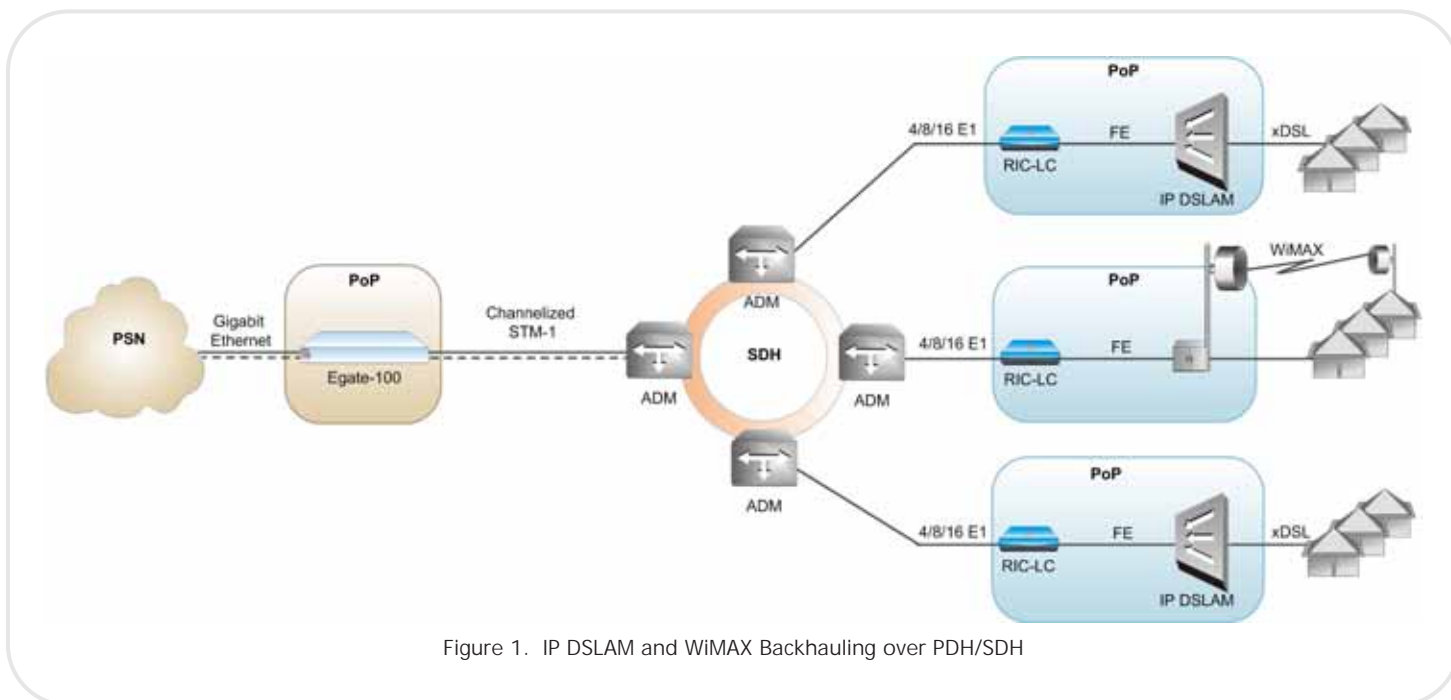 PoP
4/8/16 E1
FE
xDSL
RIC-LC
IP DSLAM
WiMAX
PoP
Gigabit
Ethernet
PSN
Egate-100
Channelized
STM-1
ADM
ADM
SDH
ADM
ADM
PoP
4/8/16 E1
FE
RIC-LC
PoP
4/8/16 E1
FE
xDSL
RIC-LC
IP DSLAM
Figure 1. IP DSLAM and WiMAX Backhauling over PDH/SDH